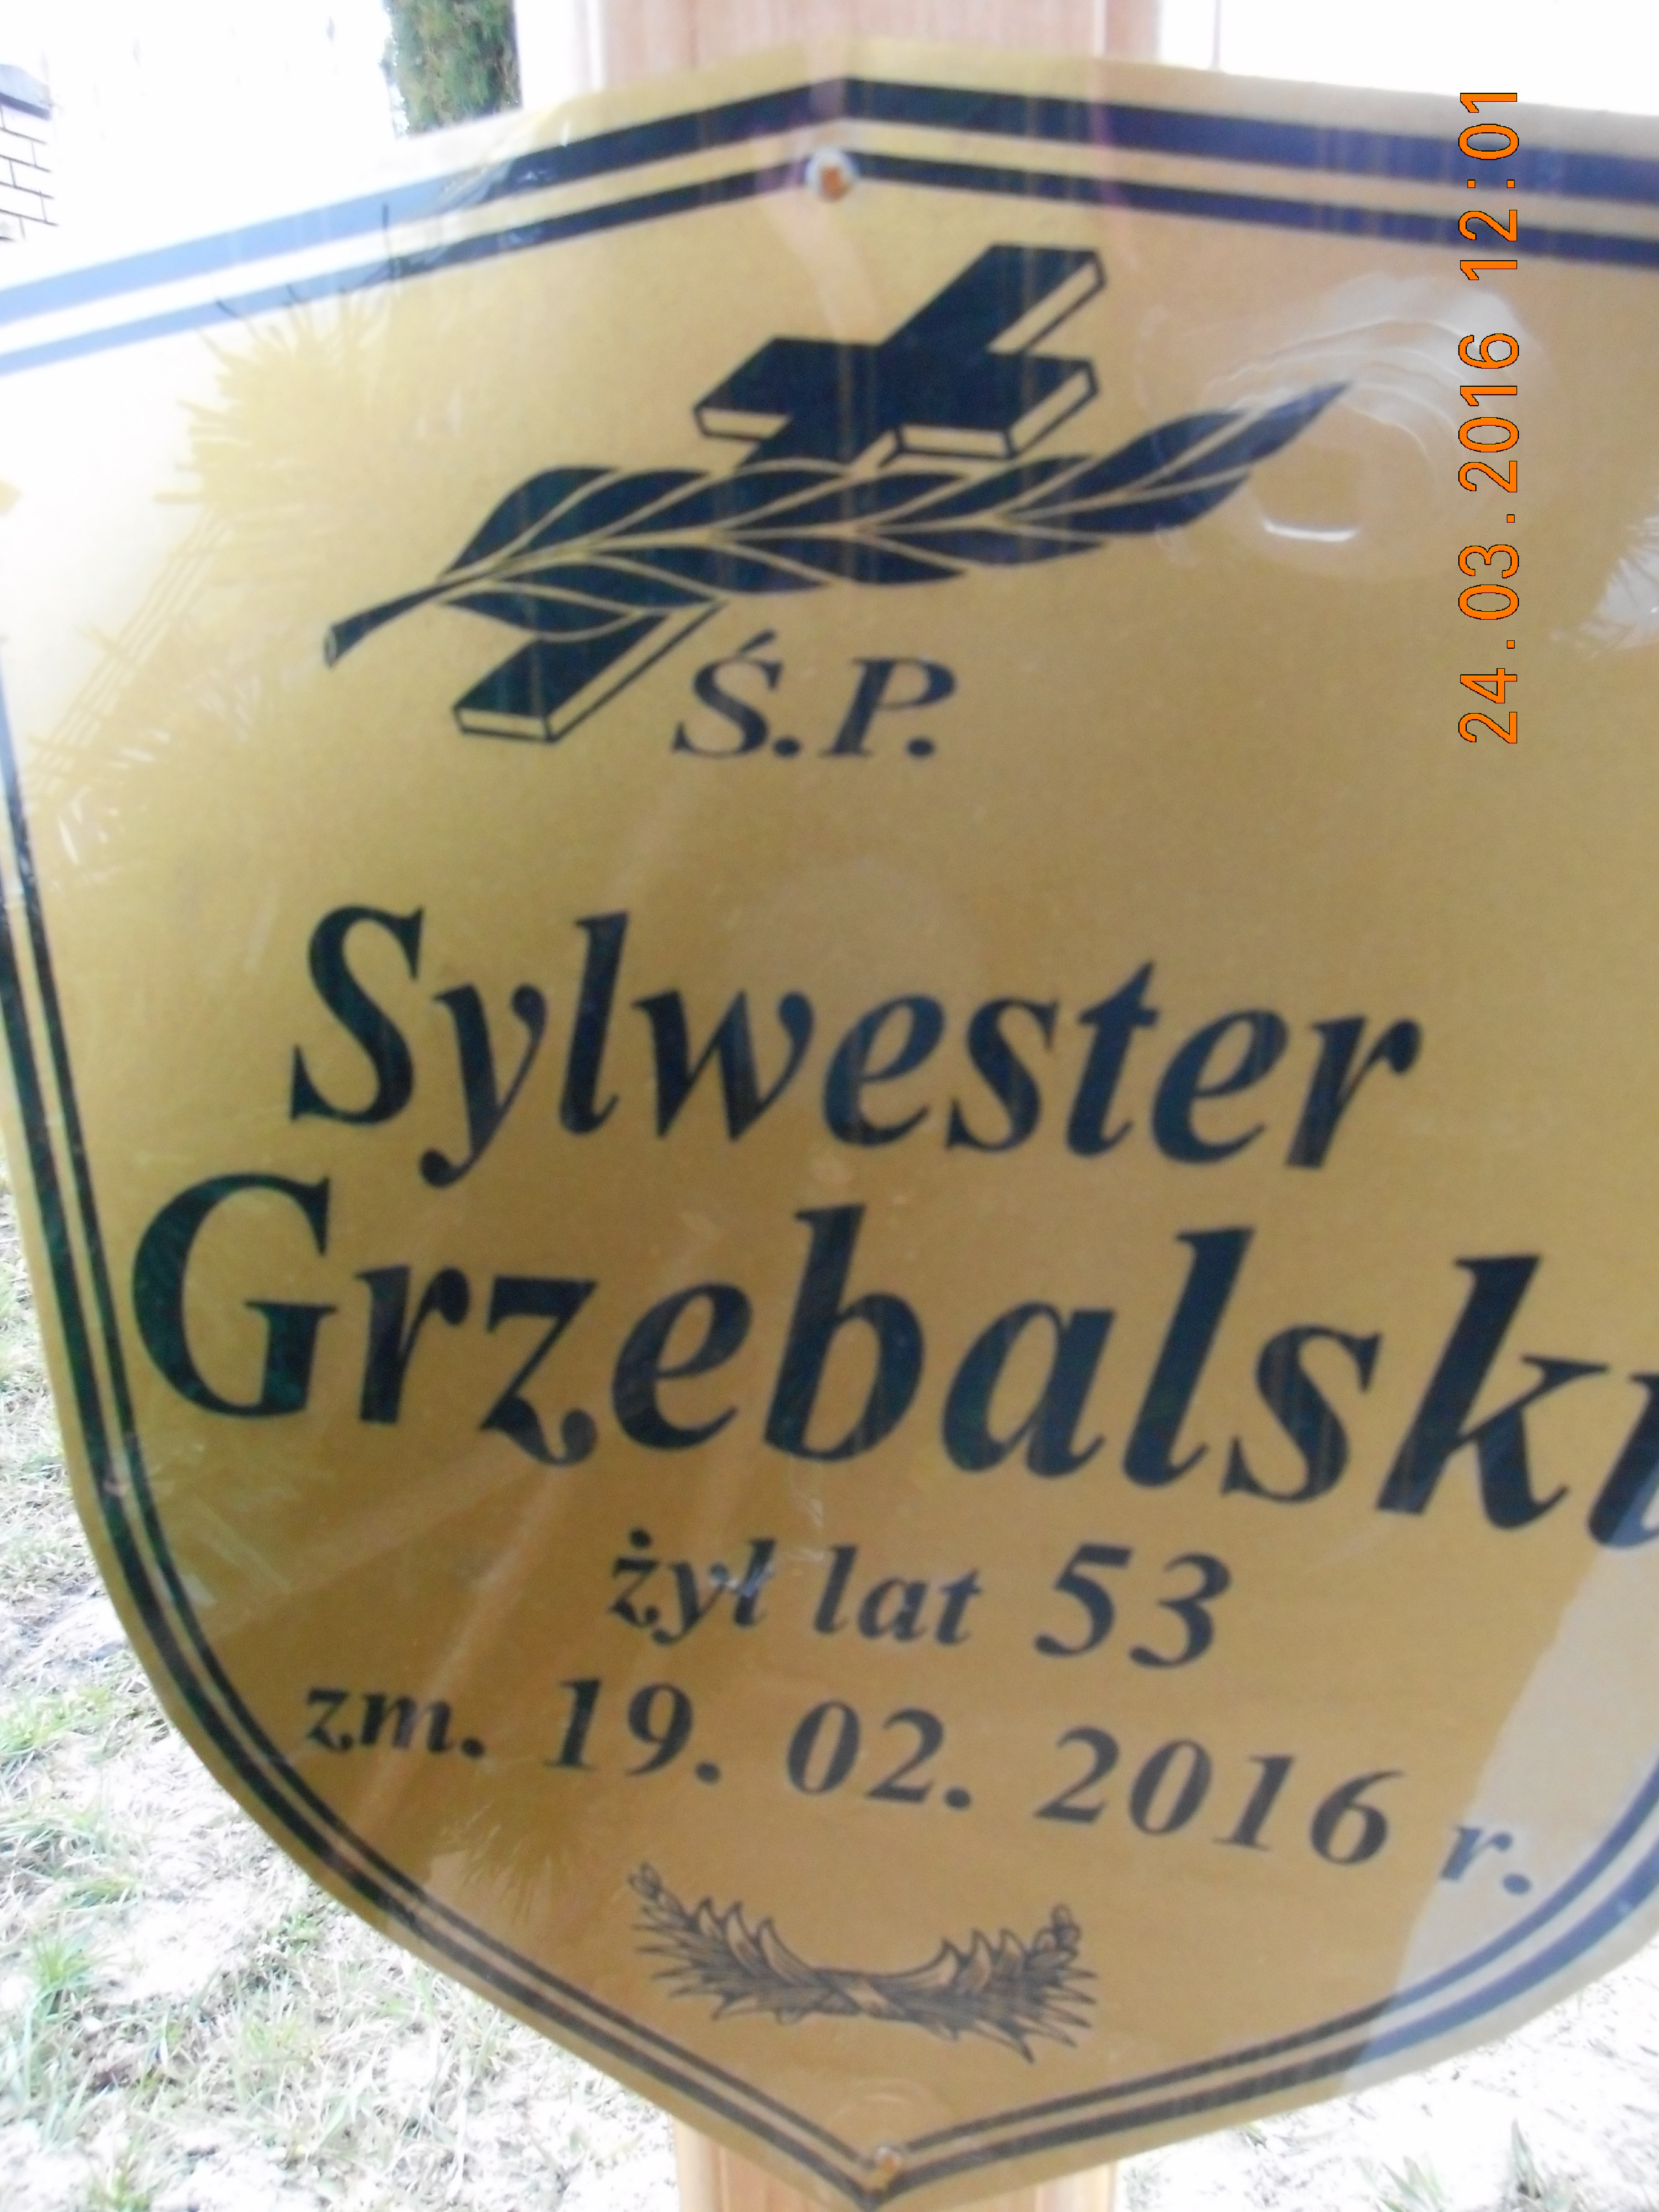 Ś.P.
Sylwester
Grzebalski
żył lat 53
zm. 19. 02. 2016 r.
24.03.2016 12:01